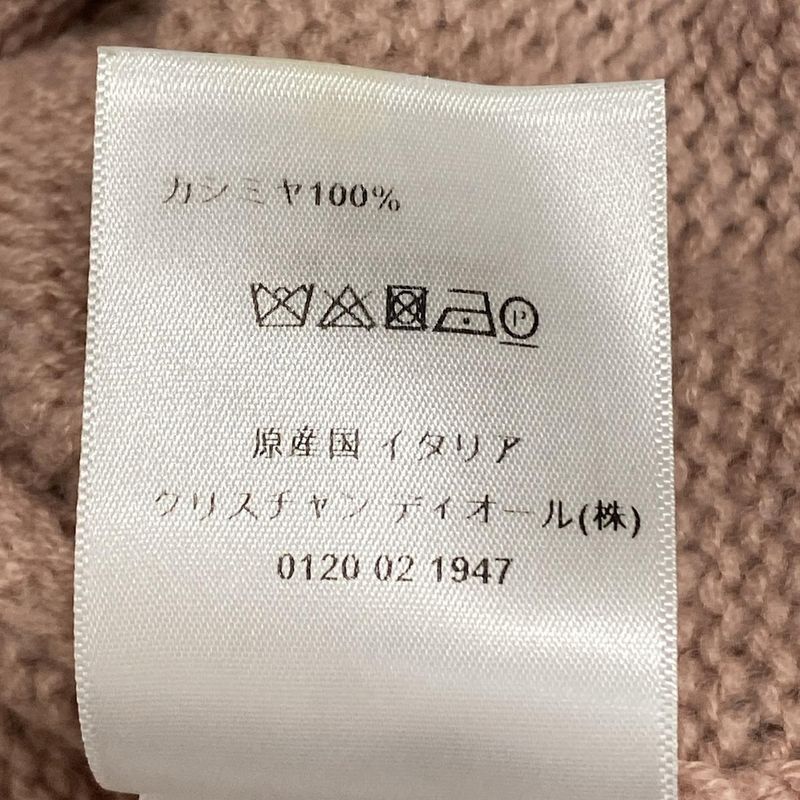 カシミヤ100%
P
原産国 イタリア
クリスチャン ディオール(株)
0120 02 1947